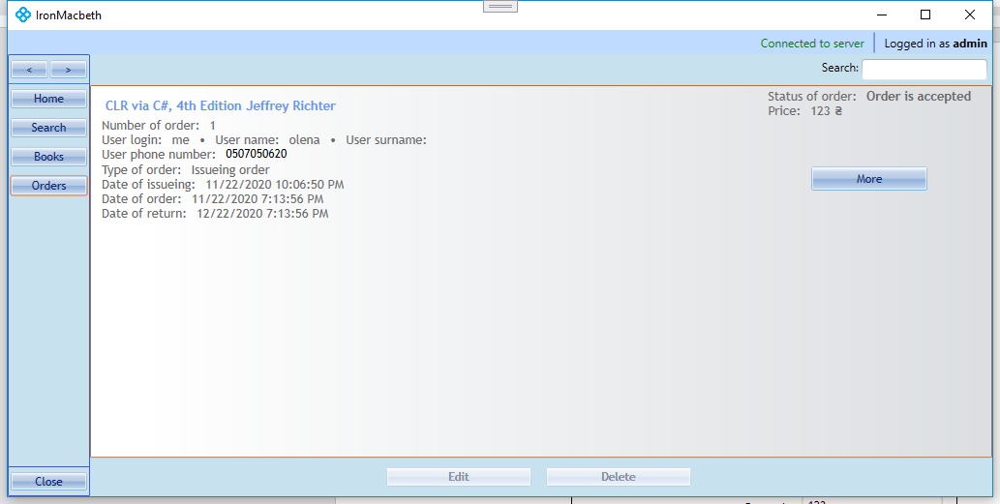 IronMacbeth
Connected to server Logged in as admin
< > Search:
Home
Search
Books
Orders
Close
CLR via C#, 4th Edition Jeffrey Richter
Number of order: 1
User login: me • User name: olena • User surname:
User phone number: 0507050620
Type of order: Issueing order
Date of issueing: 11/22/2020 10:06:50 PM
Date of order: 11/22/2020 7:13:56 PM
Date of return: 12/22/2020 7:13:56 PM
Status of order: Order is accepted
Price: 123 ₴
More
Edit Delete